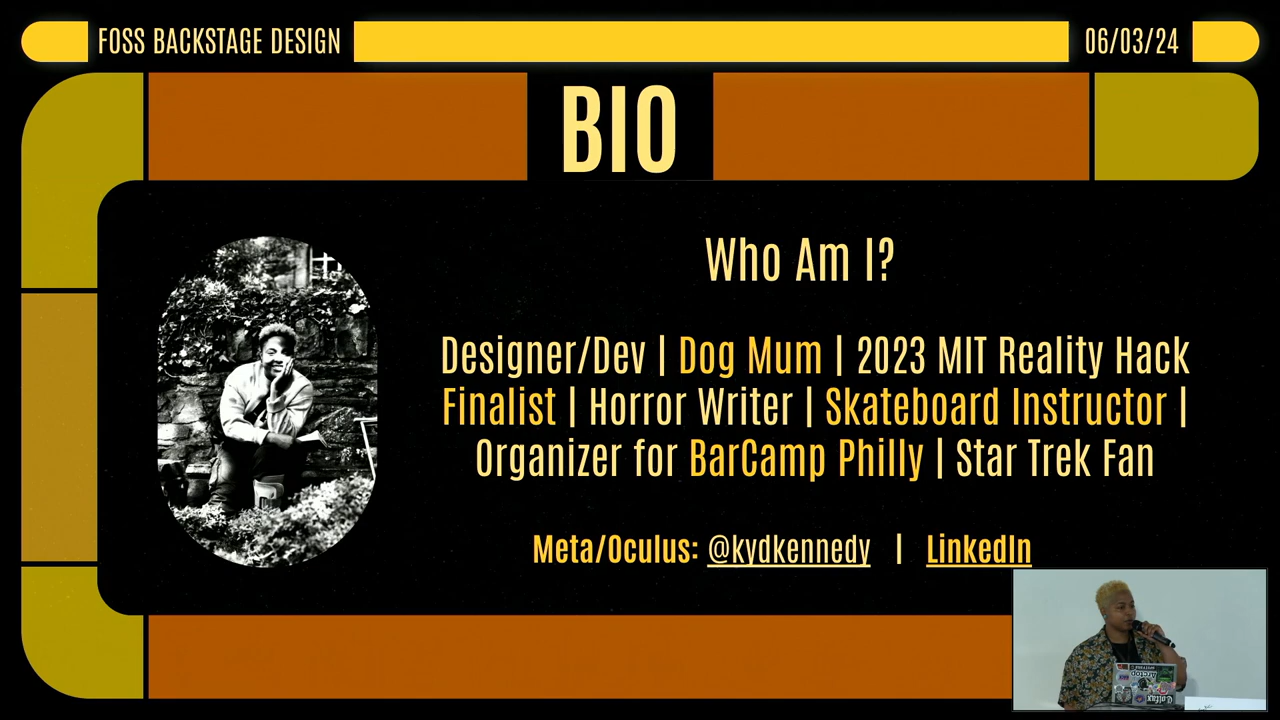 FOSS BACKSTAGE DESIGN
06/03/24
BIO
Who Am I?
Designer/Dev | Dog Mum | 2023 MIT Reality Hack
Finalist | Horror Writer | Skateboard Instructor |
Organizer for BarCamp Philly | Star Trek Fan
Meta/Oculus: @kydkennedy | LinkedIn